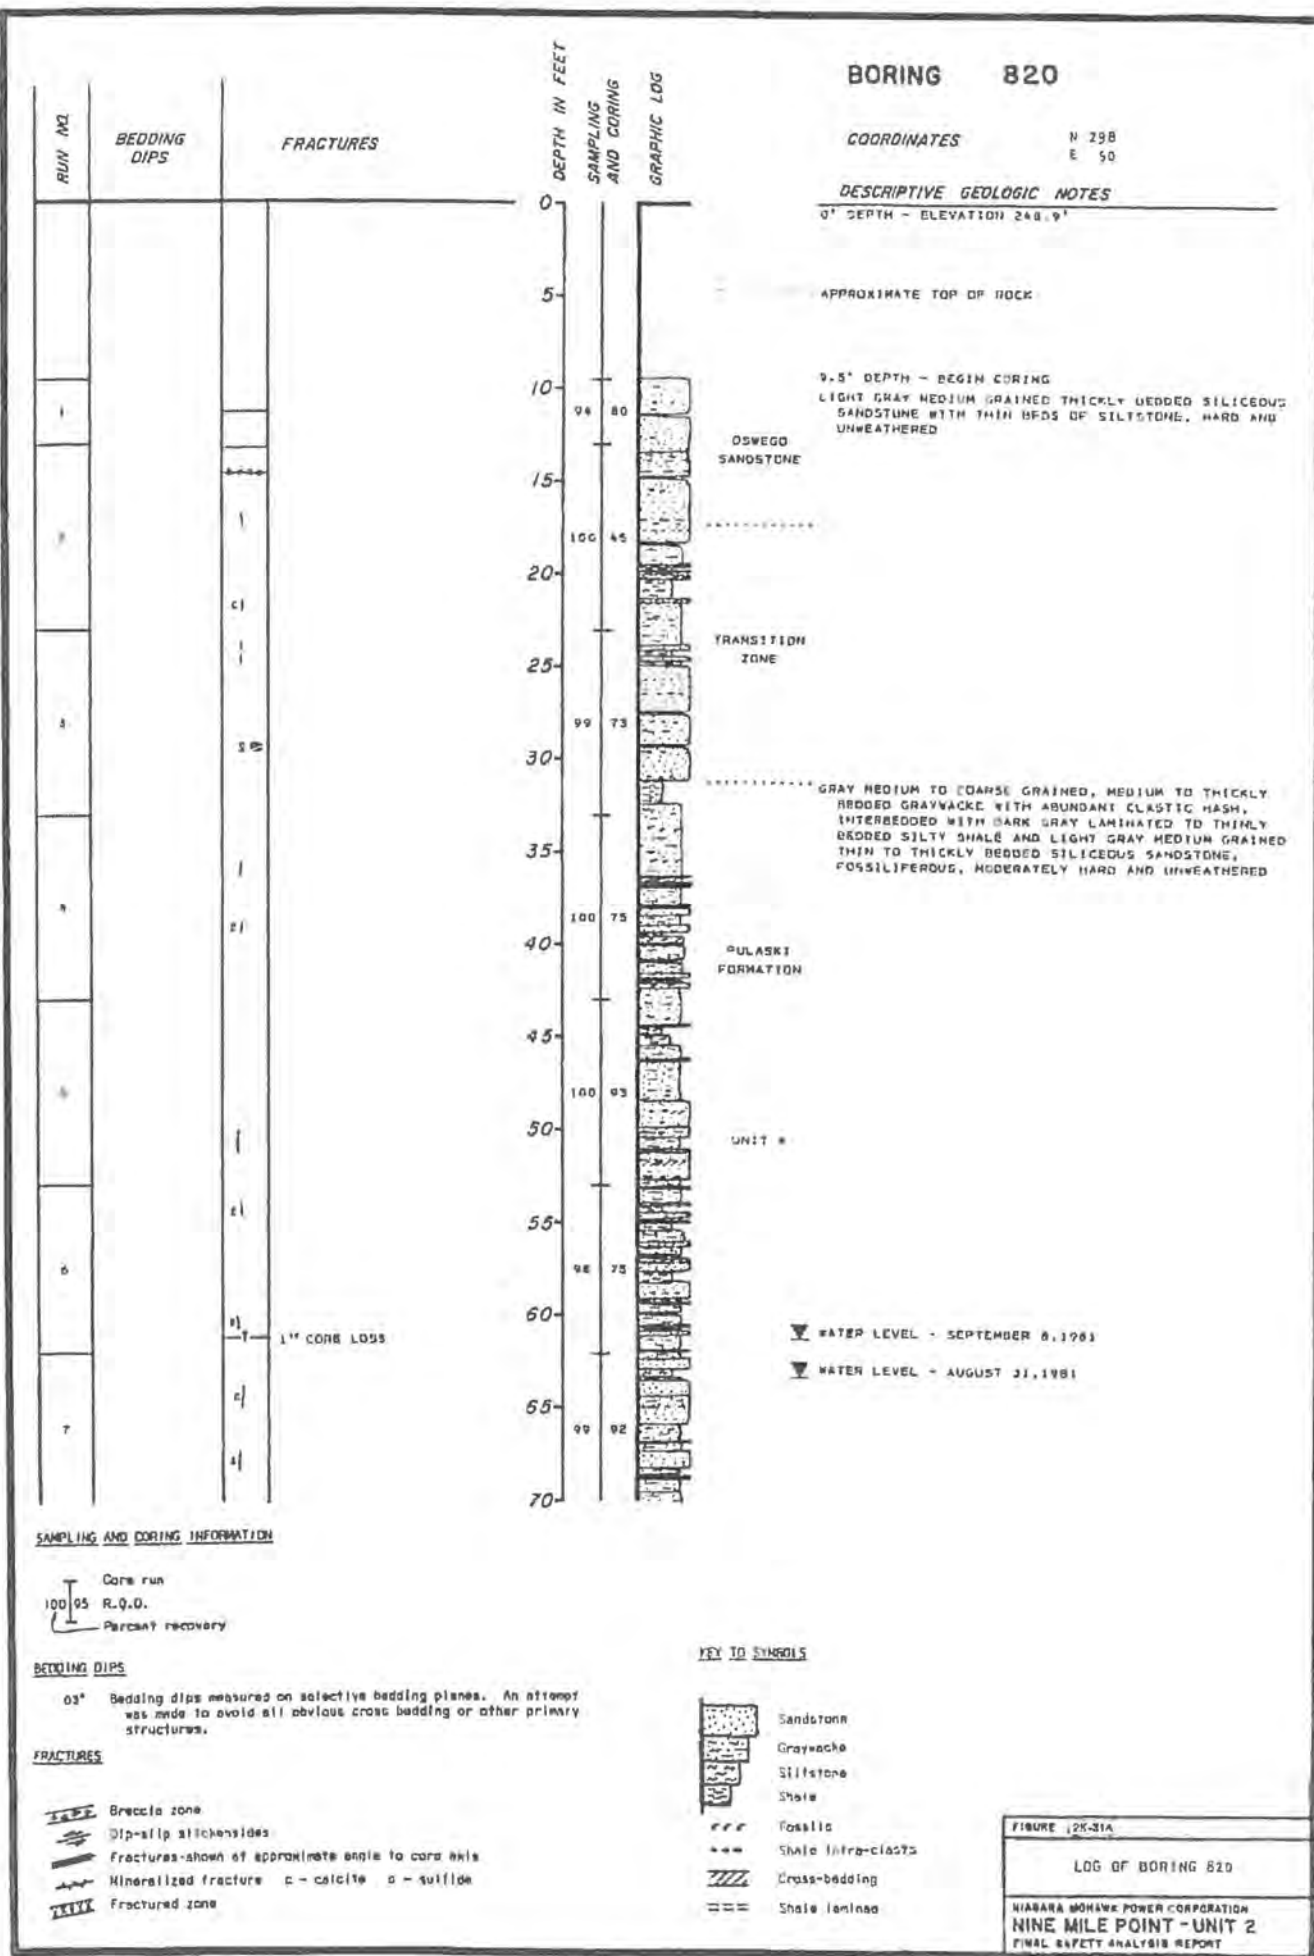 BORING 820
COORDINATES N 298
E 50
DESCRIPTIVE GEOLOGIC NOTES
RUN NO.
BEDDING
DIPS
FRACTURES
DEPTH IN FEET
SAMPLING
AND CORING
GRAPHIC LOG
0
0' DEPTH - ELEVATION 248.9'
5
APPROXIMATE TOP OF ROCK
9.5' DEPTH - BEGIN CORING
LIGHT GRAY MEDIUM GRAINED THICKLY BEDDED SILICEOUS
SANDSTONE WITH THIN BEDS OF SILTSTONE, HARD AND
UNWEATHERED
10
1
94 80
OSWEGO
SANDSTONE
15
100 45
20
c
TRANSITION
ZONE
25
3
99 73
30
GRAY MEDIUM TO COARSE GRAINED, MEDIUM TO THICKLY
BEDDED GRAYWACKE WITH ABUNDANT CLASTIC HASH,
INTERBEDDED WITH DARK GRAY LAMINATED TO THINLY
BEDDED SILTY SHALE AND LIGHT GRAY MEDIUM GRAINED
THIN TO THICKLY BEDDED SILICEOUS SANDSTONE,
FOSSILIFEROUS, MODERATELY HARD AND UNWEATHERED
35
4
100 75
40
PULASKI
FORMATION
45
100 93
50
UNIT
55
6
98 75
60
1" CORE LOSS
WATER LEVEL - SEPTEMBER 8,1981
WATER LEVEL - AUGUST 31,1981
65
7
99 92
70
SAMPLING AND CORING INFORMATION
Core run
100 95 R.Q.D.
Percent recovery
BEDDING DIPS
03° Bedding dips measured on selective bedding planes. An attempt
was made to avoid all obvious cross bedding or other primary
structures.
FRACTURES
Breccia zone
Dip-slip slickensides
Fractures-shown at approximate angle to core axis
Mineralized fracture c - calcite s - sulfide
Fractured zone
KEY TO SYMBOLS
Sandstone
Graywacke
Siltstone
Shale
Fossils
Shale intra-clasts
Cross-bedding
Shale laminae
FIGURE 2K-31A
LOG OF BORING 820
NIAGARA MOHAWK POWER CORPORATION
NINE MILE POINT - UNIT 2
FINAL SAFETY ANALYSIS REPORT